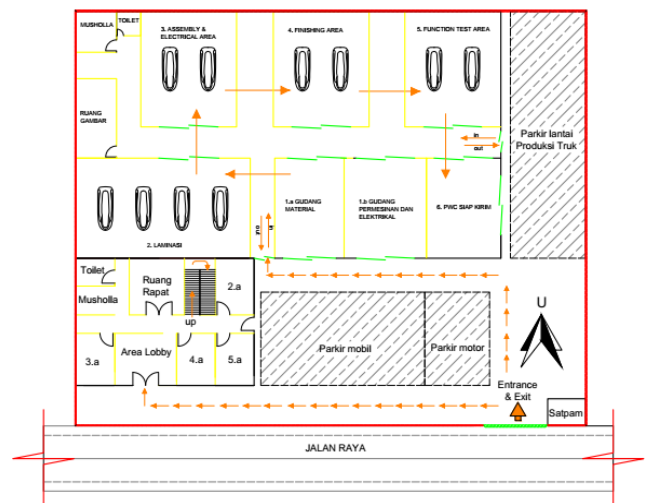 MUSHOLLA
TOILET
3. ASSEMBLY &
ELECTRICAL AREA
4. FINISHING AREA
5. FUNCTION TEST AREA
RUANG
GAMBAR
in
out
Parkir lantai
Produksi Truk
1.a GUDANG
MATERIAL
1.b GUDANG
PERMESINAN DAN
ELEKTRIKAL
6. PWC SIAP KIRIM
out
in
2. LAMINASI
Toilet
Musholla
Ruang
Rapat
2.a
up
3.a
Area Lobby
4.a
5.a
Parkir mobil
Parkir motor
U
Entrance
& Exit
Satpam
JALAN RAYA